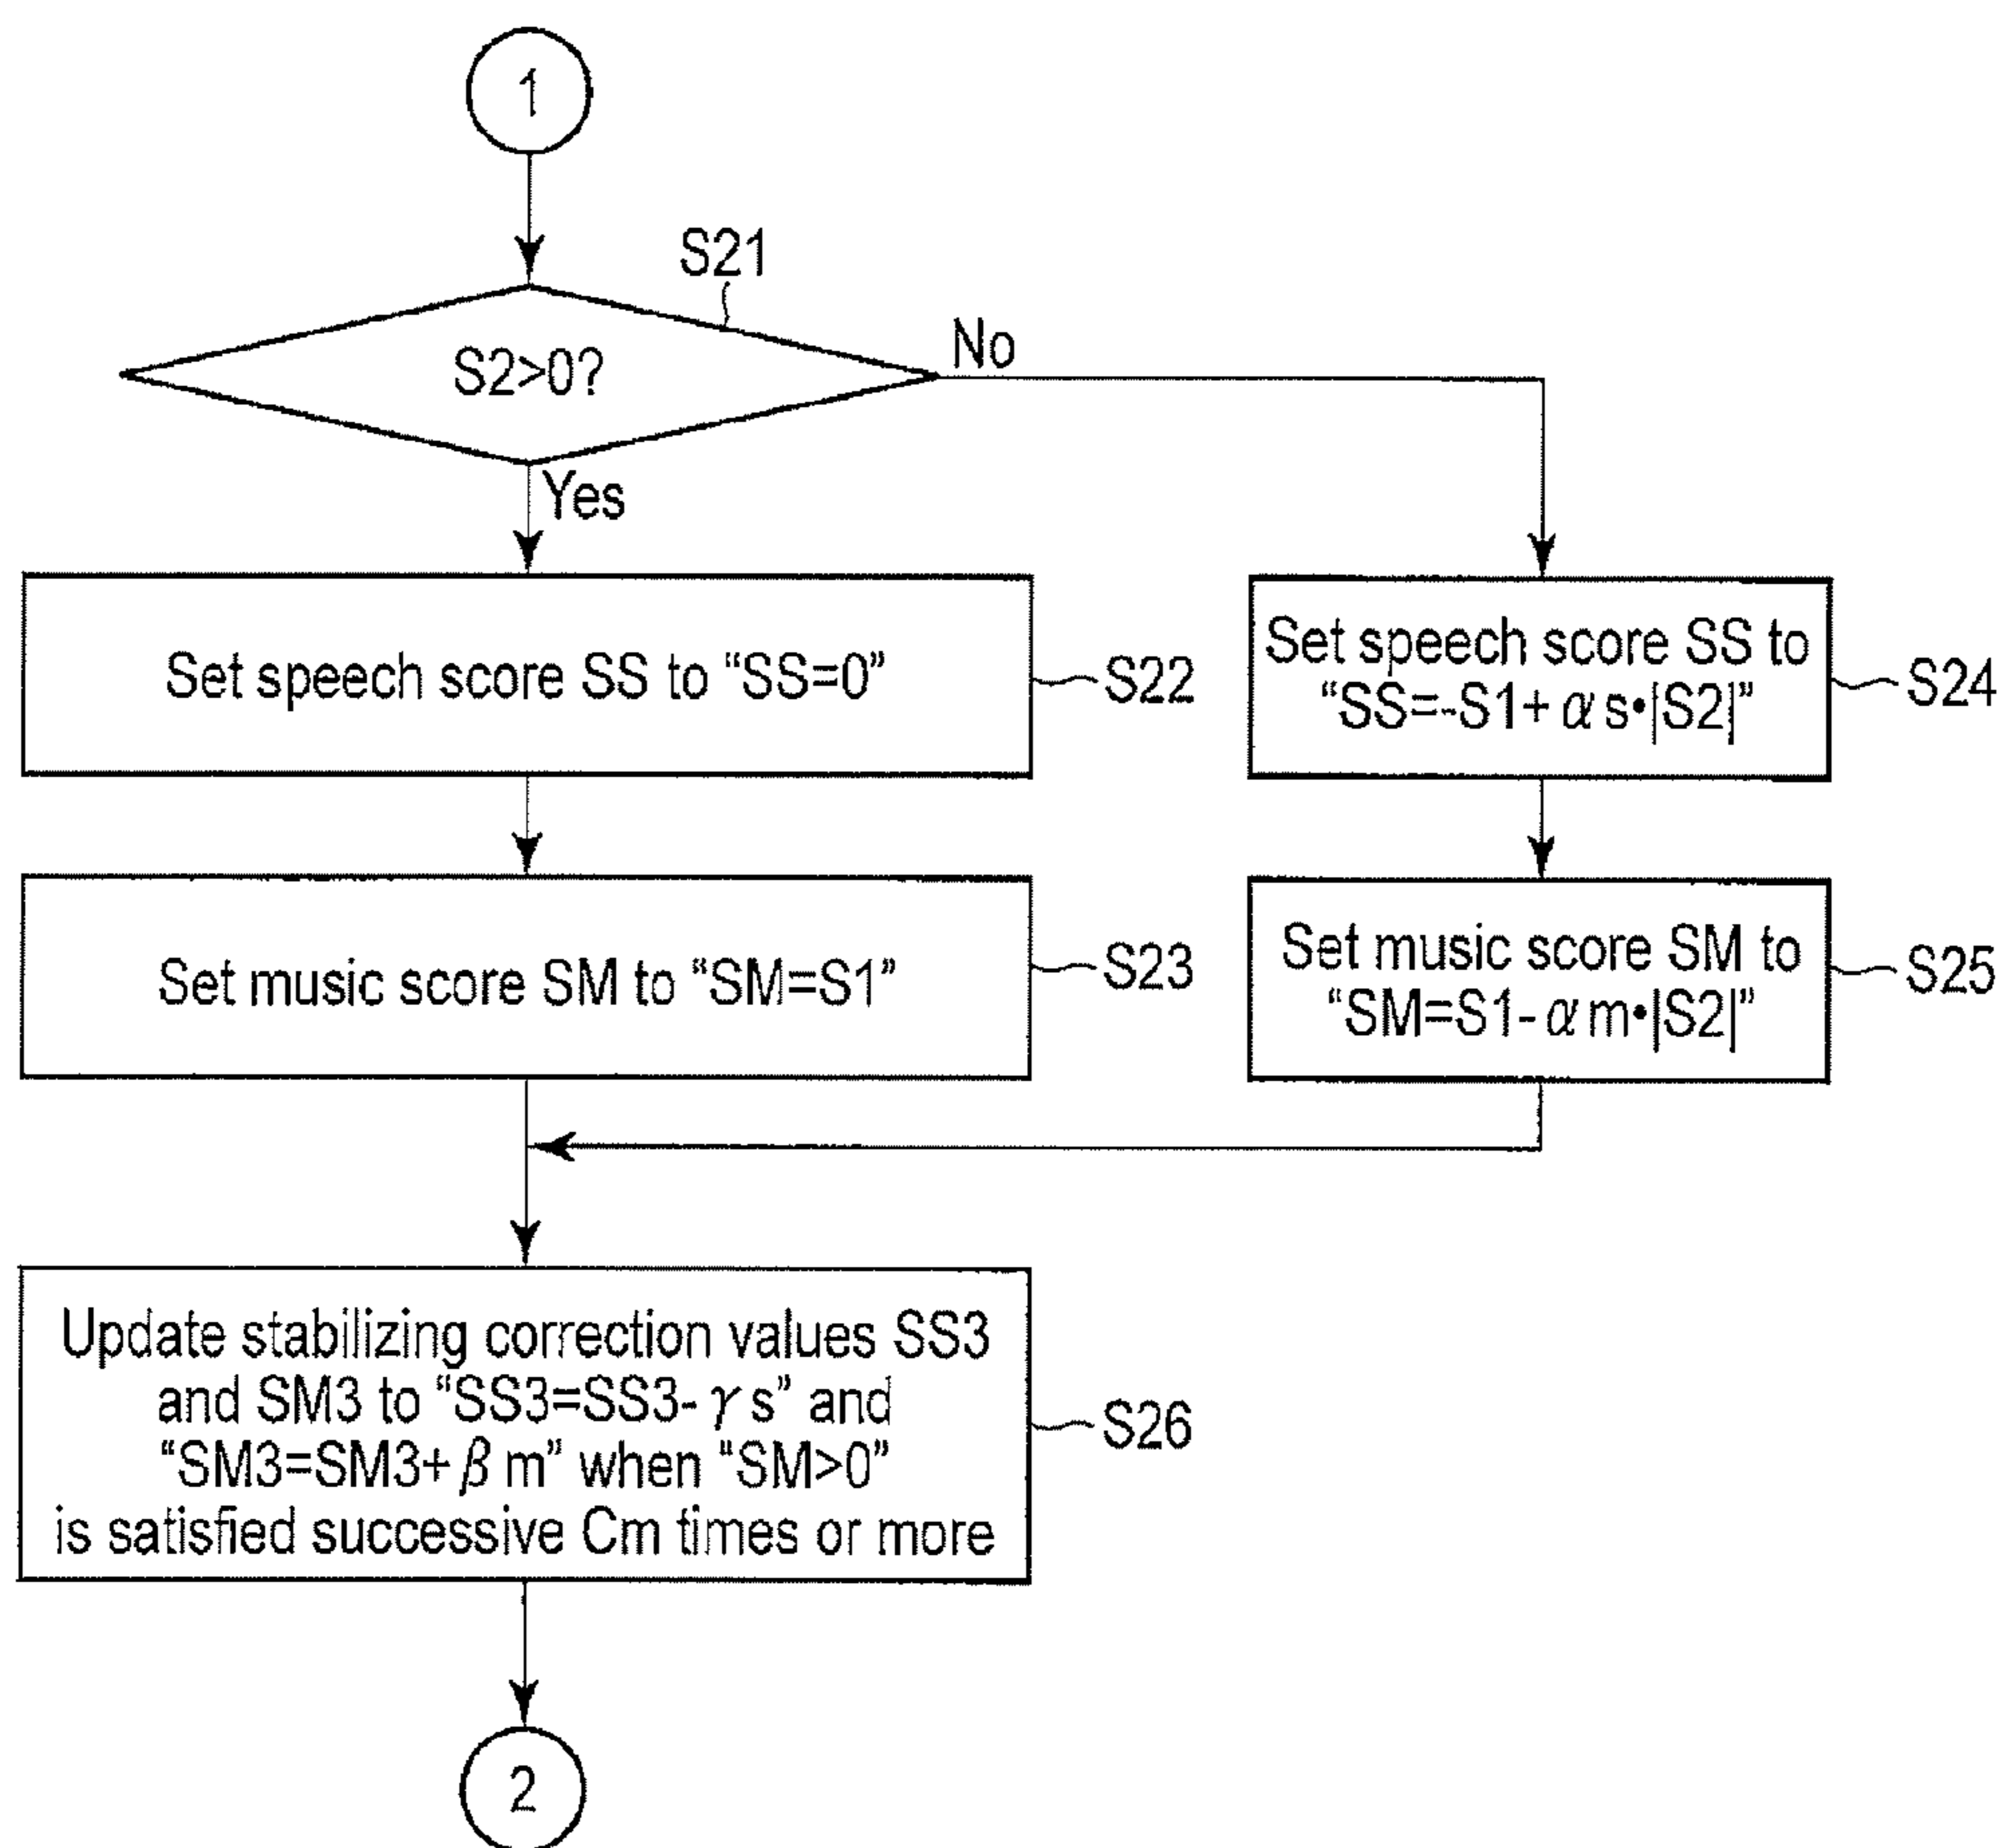 1
S21
S2>0?
No
Yes
Set speech score SS to “SS=0”
S22
Set speech score SS to
“SS=-S1+αs•|S2|”
S24
Set music score SM to “SM=S1”
S23
Set music score SM to
“SM=S1-αm•|S2|”
S25
Update stabilizing correction values SS3
and SM3 to “SS3=SS3-γs” and
“SM3=SM3+βm” when “SM>0”
is satisfied successive Cm times or more
S26
2